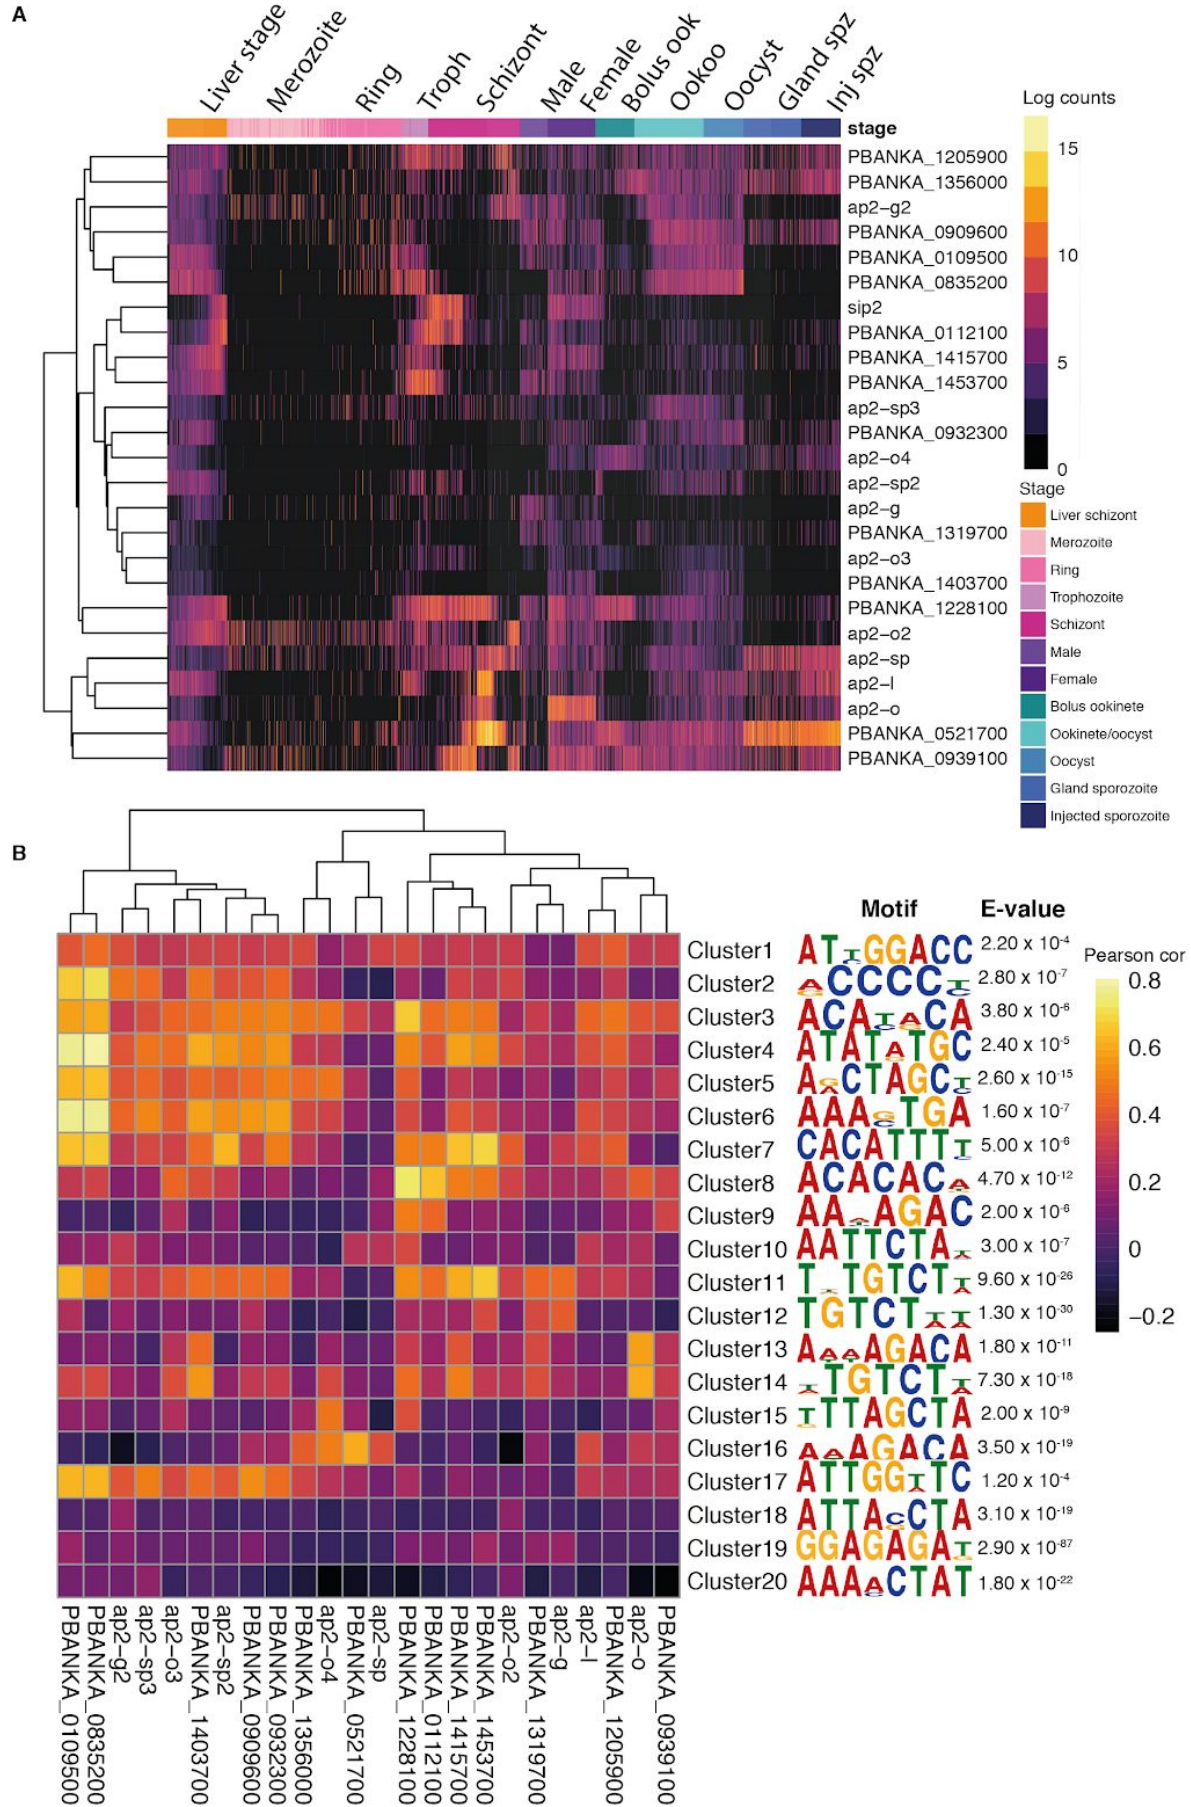 A
Liver stage
Merozoite
Ring
Troph
Schizont
Male
Female
Bolus ook
Ookoo
Oocyst
Gland spz
Inj spz
stage
PBANKA_1205900
PBANKA_1356000
ap2-g2
PBANKA_0909600
PBANKA_0109500
PBANKA_0835200
sip2
PBANKA_0112100
PBANKA_1415700
PBANKA_1453700
ap2-sp3
PBANKA_0932300
ap2-o4
ap2-sp2
ap2-g
PBANKA_1319700
ap2-o3
PBANKA_1403700
PBANKA_1228100
ap2-o2
ap2-sp
ap2-l
ap2-o
PBANKA_0521700
PBANKA_0939100
Log counts
15
10
5
0
Stage
Liver schizont
Merozoite
Ring
Trophozoite
Schizont
Male
Female
Bolus ookinete
Ookinete/oocyst
Oocyst
Gland sporozoite
Injected sporozoite
B
Motif E-value
Cluster1 2.20 x 10-4
Cluster2 2.80 x 10-7
Cluster3 3.80 x 10-6
Cluster4 2.40 x 10-5
Cluster5 2.60 x 10-15
Cluster6 1.60 x 10-7
Cluster7 5.00 x 10-6
Cluster8 4.70 x 10-12
Cluster9 2.00 x 10-6
Cluster10 3.00 x 10-7
Cluster11 9.60 x 10-26
Cluster12 1.30 x 10-30
Cluster13 1.80 x 10-11
Cluster14 7.30 x 10-18
Cluster15 2.00 x 10-9
Cluster16 3.50 x 10-19
Cluster17 1.20 x 10-4
Cluster18 3.10 x 10-19
Cluster19 2.90 x 10-87
Cluster20 1.80 x 10-22
Pearson cor
0.8
0.6
0.4
0.2
0
−0.2
PBANKA_0109500
PBANKA_0835200
ap2-g2
ap2-sp3
ap2-o3
PBANKA_1403700
ap2-sp2
PBANKA_0909600
PBANKA_0932300
PBANKA_1356000
ap2-o4
PBANKA_0521700
ap2-sp
PBANKA_1228100
PBANKA_0112100
PBANKA_1415700
PBANKA_1453700
ap2-o2
PBANKA_1319700
ap2-g
ap2-l
PBANKA_1205900
ap2-o
PBANKA_0939100